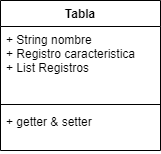 Tabla
+ String nombre
+ Registro caracteristica
+ List Registros
+ getter & setter